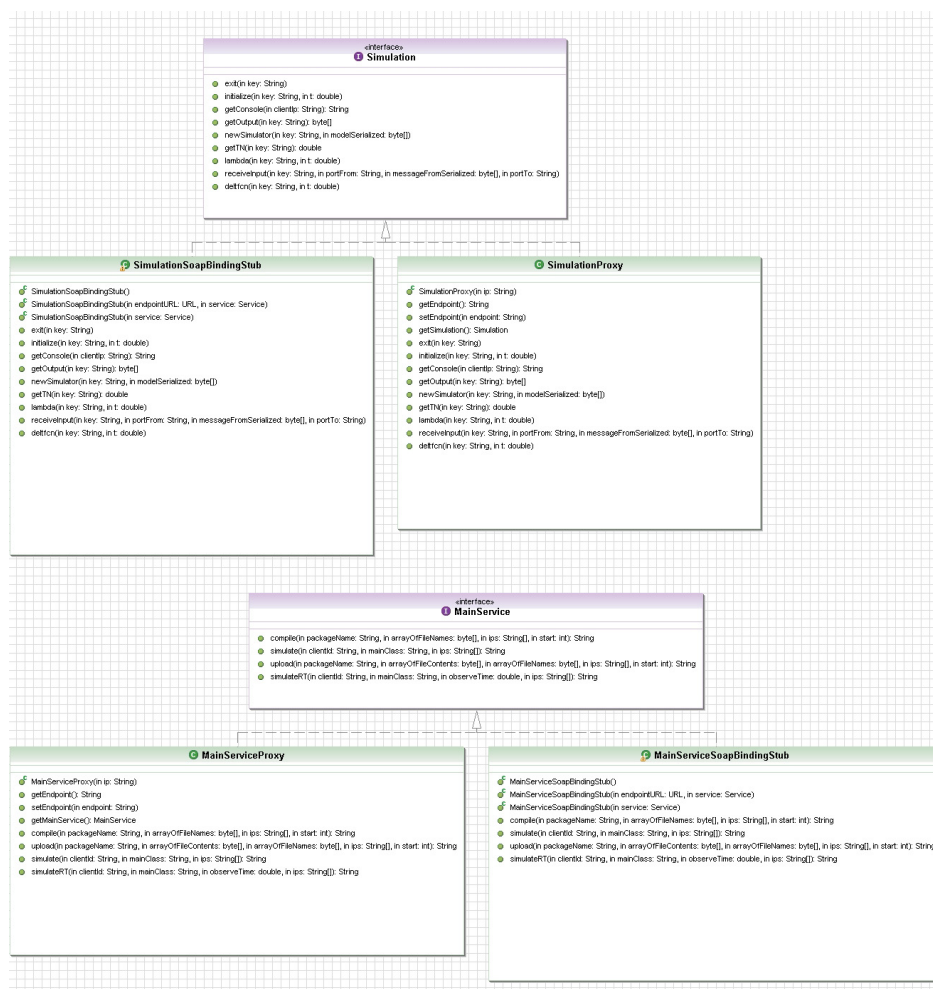 «interface»
Simulation
exit(in key: String)
initialize(in key: String, in t: double)
getConsole(in clientIp: String): String
getOutput(in key: String): byte[]
newSimulator(in key: String, in modelSerialized: byte[])
getTN(in key: String): double
lambda(in key: String, in t: double)
receiveInput(in key: String, in portFrom: String, in messageFromSerialized: byte[], in portTo: String)
deltfcn(in key: String, in t: double)
SimulationSoapBindingStub
SimulationSoapBindingStub()
SimulationSoapBindingStub(in endpointURL: URL, in service: Service)
SimulationSoapBindingStub(in service: Service)
exit(in key: String)
initialize(in key: String, in t: double)
getConsole(in clientIp: String): String
getOutput(in key: String): byte[]
newSimulator(in key: String, in modelSerialized: byte[])
getTN(in key: String): double
lambda(in key: String, in t: double)
receiveInput(in key: String, in portFrom: String, in messageFromSerialized: byte[], in portTo: String)
deltfcn(in key: String, in t: double)
SimulationProxy
SimulationProxy(in ip: String)
getEndpoint(): String
setEndpoint(in endpoint: String)
getSimulation(): Simulation
exit(in key: String)
initialize(in key: String, in t: double)
getConsole(in clientIp: String): String
getOutput(in key: String): byte[]
newSimulator(in key: String, in modelSerialized: byte[])
getTN(in key: String): double
lambda(in key: String, in t: double)
receiveInput(in key: String, in portFrom: String, in messageFromSerialized: byte[], in portTo: String)
deltfcn(in key: String, in t: double)
«interface»
MainService
compile(in packageName: String, in arrayOfFileNames: byte[], in ips: String[], in start: int): String
simulate(in clientId: String, in mainClass: String, in ips: String[]): String
upload(in packageName: String, in arrayOfFileContents: byte[], in arrayOfFileNames: byte[], in ips: String[], in start: int): String
simulateRT(in clientId: String, in mainClass: String, in observeTime: double, in ips: String[]): String
MainServiceProxy
MainServiceProxy(in ip: String)
getEndpoint(): String
setEndpoint(in endpoint: String)
getMainService(): MainService
compile(in packageName: String, in arrayOfFileNames: byte[], in ips: String[], in start: int): String
upload(in packageName: String, in arrayOfFileContents: byte[], in arrayOfFileNames: byte[], in ips: String[], in start: int): String
simulate(in clientId: String, in mainClass: String, in ips: String[]): String
simulateRT(in clientId: String, in mainClass: String, in observeTime: double, in ips: String[]): String
MainServiceSoapBindingStub
MainServiceSoapBindingStub()
MainServiceSoapBindingStub(in endpointURL: URL, in service: Service)
MainServiceSoapBindingStub(in service: Service)
compile(in packageName: String, in arrayOfFileNames: byte[], in ips: String[], in start: int): String
simulate(in clientId: String, in mainClass: String, in ips: String[]): String
upload(in packageName: String, in arrayOfFileContents: byte[], in arrayOfFileNames: byte[], in ips: String[], in start: int): String
simulateRT(in clientId: String, in mainClass: String, in observeTime: double, in ips: String[]): String